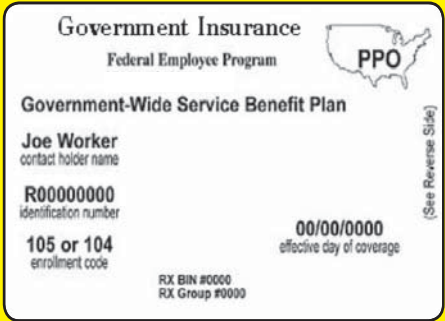 Government Insurance
Federal Employee Program
PPO
Government-Wide Service Benefit Plan
(See Reverse Side)
Joe Worker
contact holder name
R00000000
identification number
00/00/0000
effective day of coverage
105 or 104
enrollment code
RX BIN #0000
RX Group #0000